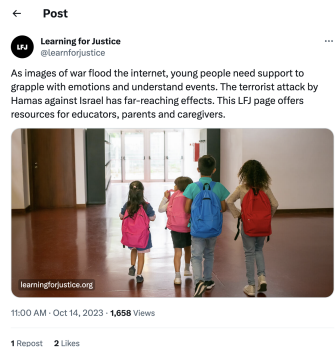 Post
LFJ
Learning for Justice
@learnforjustice
As images of war flood the internet, young people need support to
grapple with emotions and understand events. The terrorist attack by
Hamas against Israel has far-reaching effects. This LFJ page offers
resources for educators, parents and caregivers.
learningforjustice.org
11:00 AM · Oct 14, 2023 · 1,658 Views
1 Repost 2 Likes